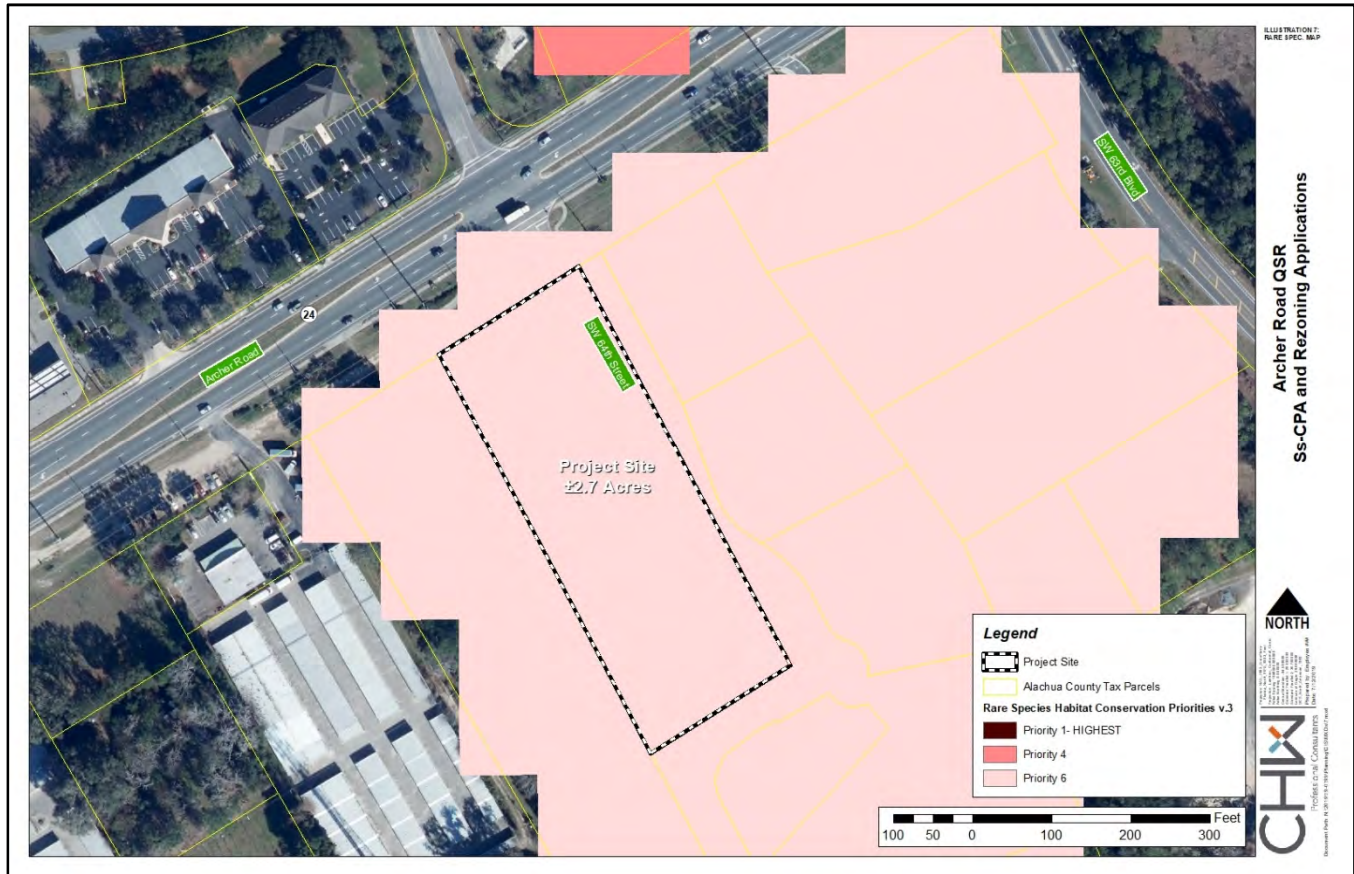 ILLUSTRATION 7:
RARE SPEC. MAP
SW 63rd Blvd
24
Archer Road
SW 64th Street
Project Site
±2.7 Acres
Archer Road QSR
Ss-CPA and Rezoning Applications
NORTH
Legend
Project Site
Alachua County Tax Parcels
Rare Species Habitat Conservation Priorities v.3
Priority 1- HIGHEST
Priority 4
Priority 6
Feet
100 50 0 100 200 300
CHW
Professional Consultants